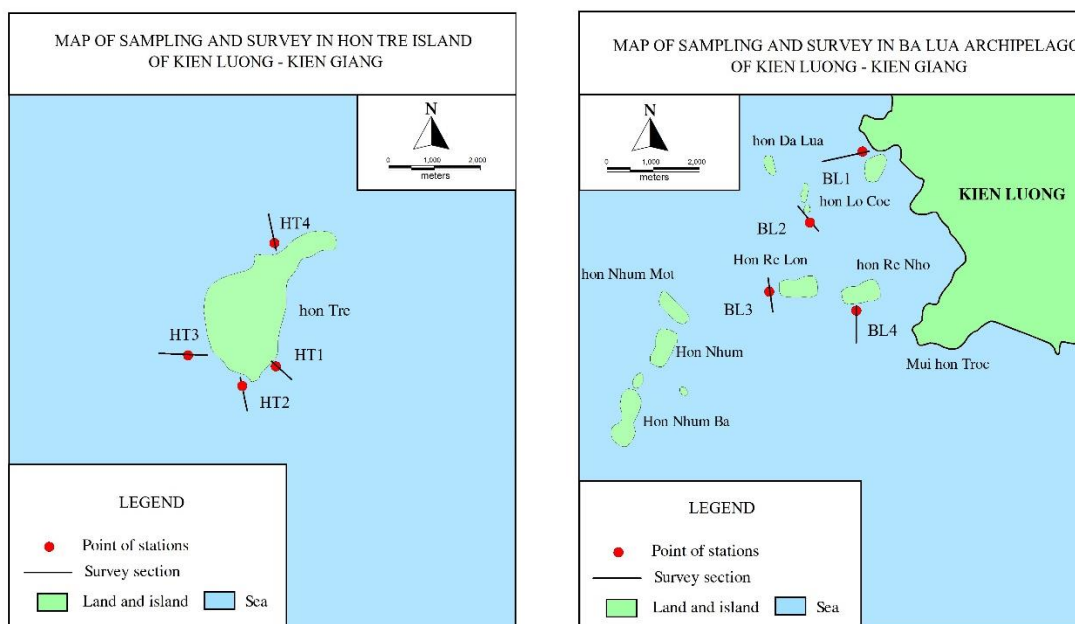 MAP OF SAMPLING AND SURVEY IN HON TRE ISLAND
OF KIEN LUONG - KIEN GIANG
N
0 1,000 2,000
meters
HT4
hon Tre
HT3
HT1
HT2
LEGEND
Point of stations
Survey section
Land and island
Sea
MAP OF SAMPLING AND SURVEY IN BA LUA ARCHIPELAGO
OF KIEN LUONG - KIEN GIANG
N
0 1,000 2,000
meters
hon Da Lua
BL1
KIEN LUONG
hon Lo Coc
BL2
Hon Re Lon
hon Re Nho
hon Nhum Mot
BL3
BL4
Hon Nhum
Mui hon Troc
Hon Nhum Ba
LEGEND
Point of stations
Survey section
Land and island
Sea